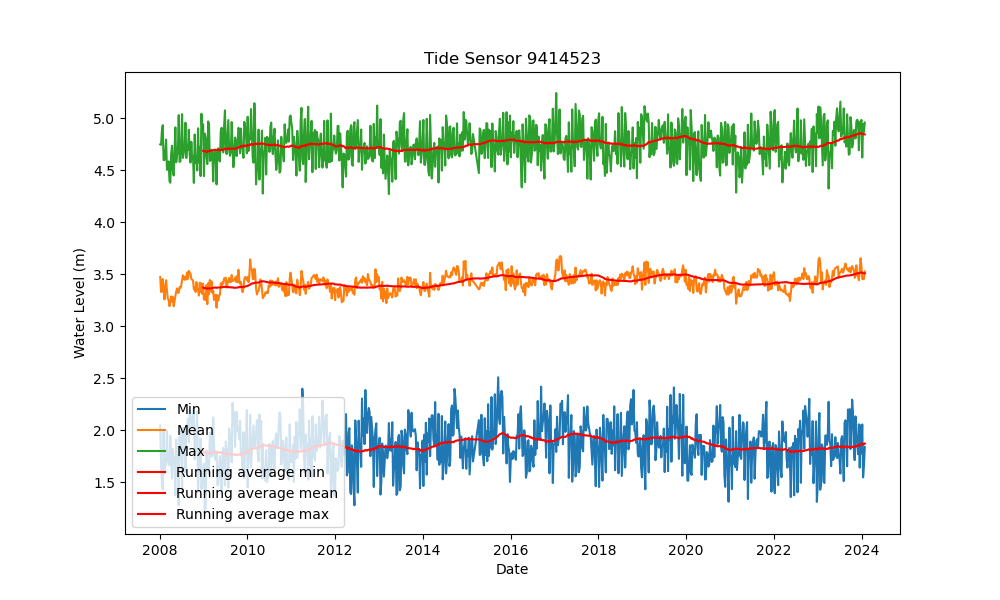 Tide Sensor 9414523
Water Level (m)
5.0
4.5
4.0
3.5
3.0
2.5
2.0
1.5
Min
Mean
Max
Running average min
Running average mean
Running average max
2008 2010 2012 2014 2016 2018 2020 2022 2024
Date